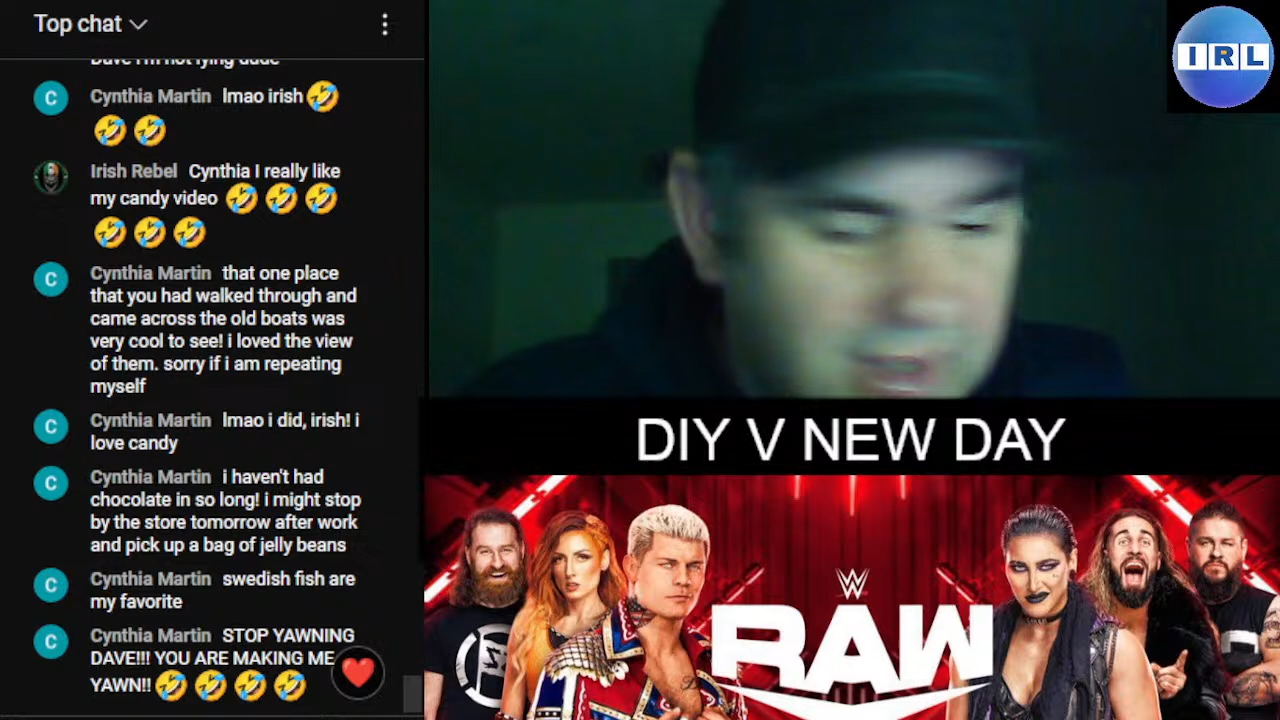 Top chat
Dave I'm not lying dude
Cynthia Martin lmao irish🤣
🤣🤣
Irish Rebel Cynthia I really like
my candy video 🤣🤣🤣
🤣🤣🤣
Cynthia Martin that one place
that you had walked through and
came across the old boats was
very cool to see! i loved the view
of them. sorry if i am repeating
myself
Cynthia Martin lmao i did, irish! i
love candy
Cynthia Martin i haven't had
chocolate in so long! i might stop
by the store tomorrow after work
and pick up a bag of jelly beans
Cynthia Martin swedish fish are
my favorite
Cynthia Martin STOP YAWNING
DAVE!!! YOU ARE MAKING ME
YAWN!!🤣🤣🤣🤣
C
C
C
C
C
C
IRL
DIY V NEW DAY
W
RAW